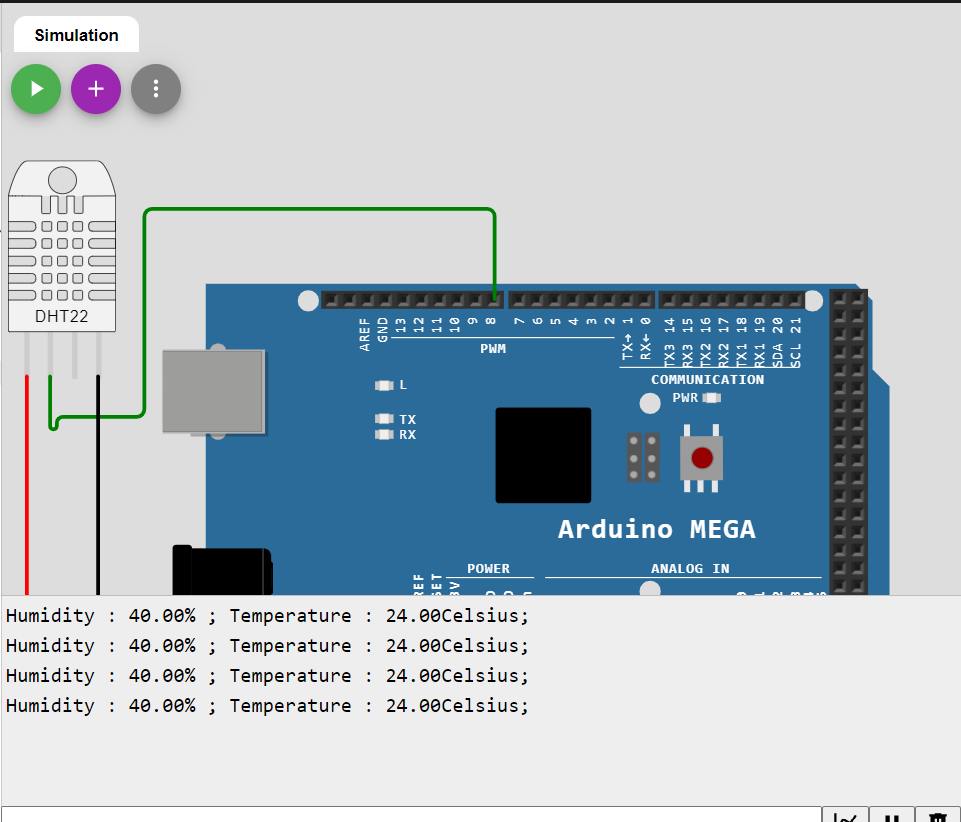 Simulation
DHT22
AREF
GND
13
12
11
10
9
8
7
6
5
4
3
2
TX→ 1
RX← 0
TX3 14
RX3 15
TX2 16
RX2 17
TX1 18
RX1 19
SDA 20
SCL 21
PWM
COMMUNICATION
PWR
L
TX
RX
Arduino MEGA
POWER
ANALOG IN
Humidity : 40.00% ; Temperature : 24.00Celsius;
Humidity : 40.00% ; Temperature : 24.00Celsius;
Humidity : 40.00% ; Temperature : 24.00Celsius;
Humidity : 40.00% ; Temperature : 24.00Celsius;